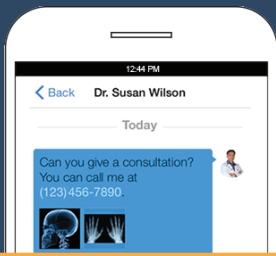 12:44 PM
Back Dr. Susan Wilson
Today
Can you give a consultation?
You can call me at
(123)456-7890.